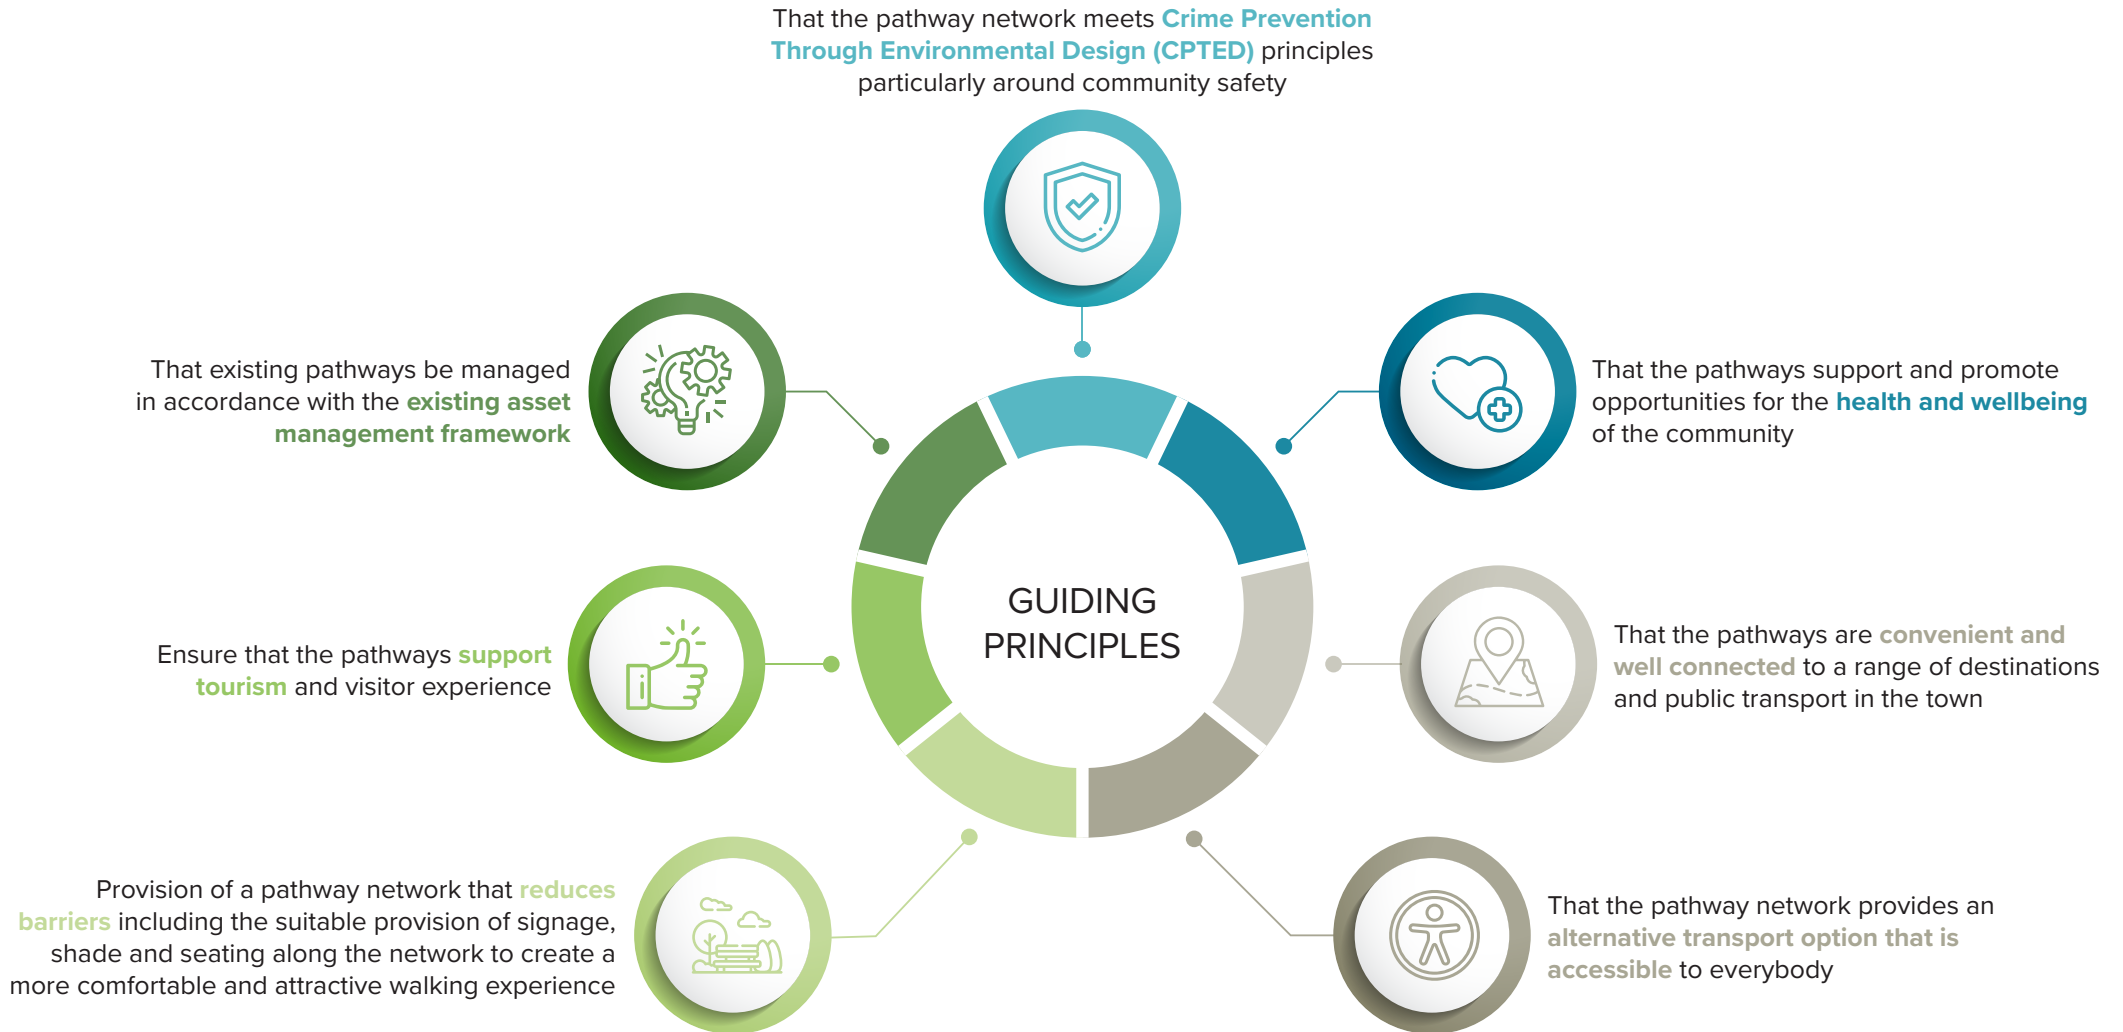 That the pathway network meets Crime Prevention
Through Environmental Design (CPTED) principles
particularly around community safety
That existing pathways be managed
in accordance with the existing asset
management framework
That the pathways support and promote
opportunities for the health and wellbeing
of the community
GUIDING
PRINCIPLES
Ensure that the pathways support
tourism and visitor experience
That the pathways are convenient and
well connected to a range of destinations
and public transport in the town
Provision of a pathway network that reduces
barriers including the suitable provision of signage,
shade and seating along the network to create a
more comfortable and attractive walking experience
That the pathway network provides an
alternative transport option that is
accessible to everybody